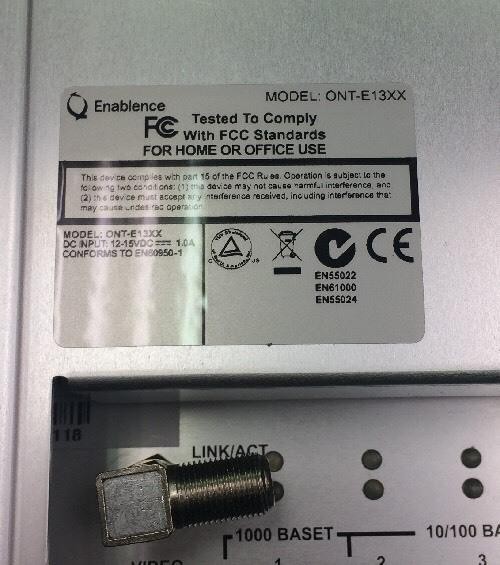 Enablence
MODEL: ONT-E13XX
FC Tested To Comply
With FCC Standards
FOR HOME OR OFFICE USE
This device complies with part 15 of the FCC Rules. Operation is subject to the
following two conditions: (1) this device may not cause harmful interference, and
(2) this device must accept any interference received, including interference that
may cause undesired operation.
MODEL: ONT-E13XX
DC INPUT: 12-15VDC 1.0A
CONFORMS TO EN60950-1
C US
CE
EN55022
EN61000
EN55024
118
LINK/ACT
1000 BASET
10/100 BA
VIDEO
1 2 3